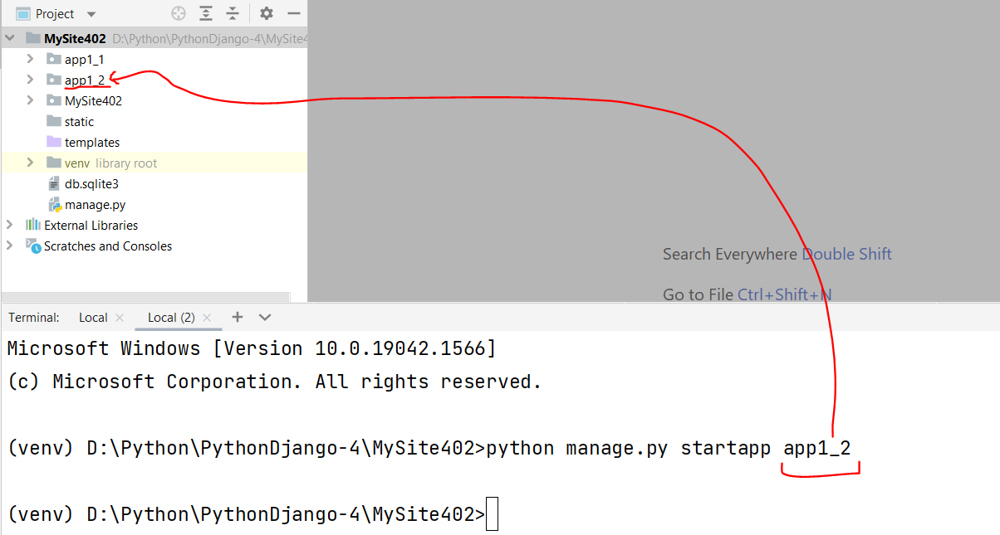 Project
MySite402 D:\Python\PythonDjango-4\MySite4
app1_1
app1_2
MySite402
static
templates
venv library root
db.sqlite3
manage.py
External Libraries
Scratches and Consoles
Search Everywhere Double Shift
Go to File Ctrl+Shift+N
Terminal: Local Local (2)
Microsoft Windows [Version 10.0.19042.1566]
(c) Microsoft Corporation. All rights reserved.
(venv) D:\Python\PythonDjango-4\MySite402>python manage.py startapp app1_2
(venv) D:\Python\PythonDjango-4\MySite402>